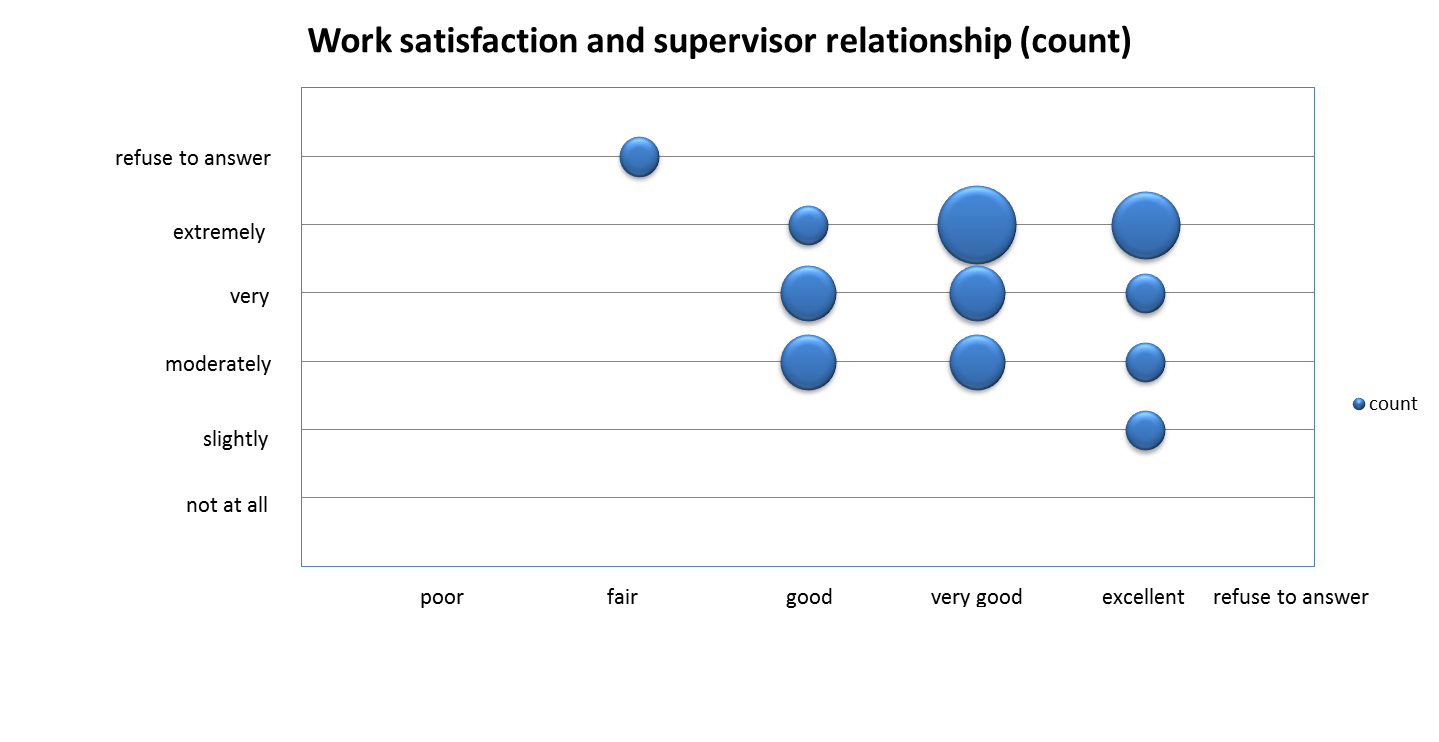 Work satisfaction and supervisor relationship (count)
refuse to answer
extremely
very
moderately
slightly
not at all
count
poor fair good very good excellent refuse to answer